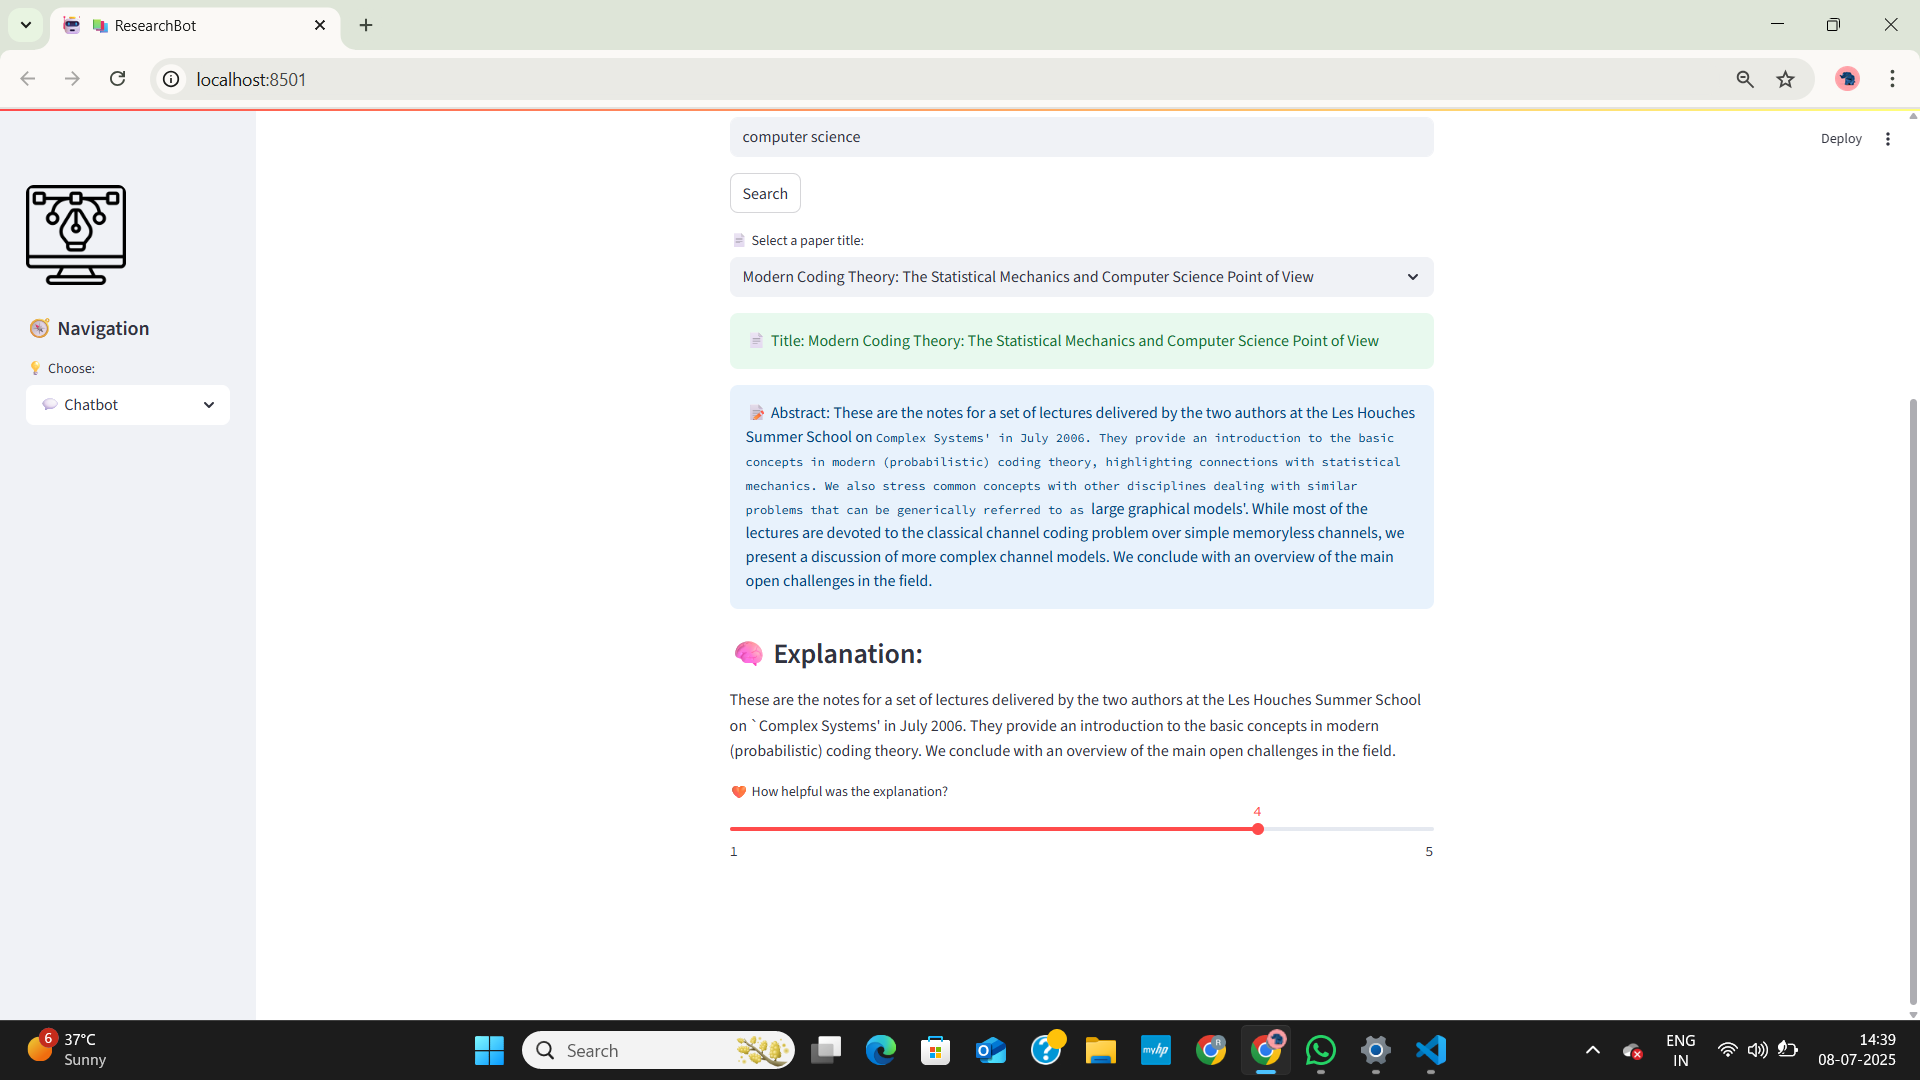 ResearchBot
localhost:8501
Deploy
Navigation
Choose:
Chatbot
computer science
Search
Select a paper title:
Modern Coding Theory: The Statistical Mechanics and Computer Science Point of View
Title: Modern Coding Theory: The Statistical Mechanics and Computer Science Point of View
Abstract: These are the notes for a set of lectures delivered by the two authors at the Les Houches
Summer School on Complex Systems' in July 2006. They provide an introduction to the basic
concepts in modern (probabilistic) coding theory, highlighting connections with statistical
mechanics. We also stress common concepts with other disciplines dealing with similar
problems that can be generically referred to as large graphical models'. While most of the
lectures are devoted to the classical channel coding problem over simple memoryless channels, we
present a discussion of more complex channel models. We conclude with an overview of the main
open challenges in the field.
Explanation:
These are the notes for a set of lectures delivered by the two authors at the Les Houches Summer School
on `Complex Systems' in July 2006. They provide an introduction to the basic concepts in modern
(probabilistic) coding theory. We conclude with an overview of the main open challenges in the field.
How helpful was the explanation?
4
1
5
6
37°C
Sunny
Search
myhp
R
ENG
IN
14:39
08-07-2025